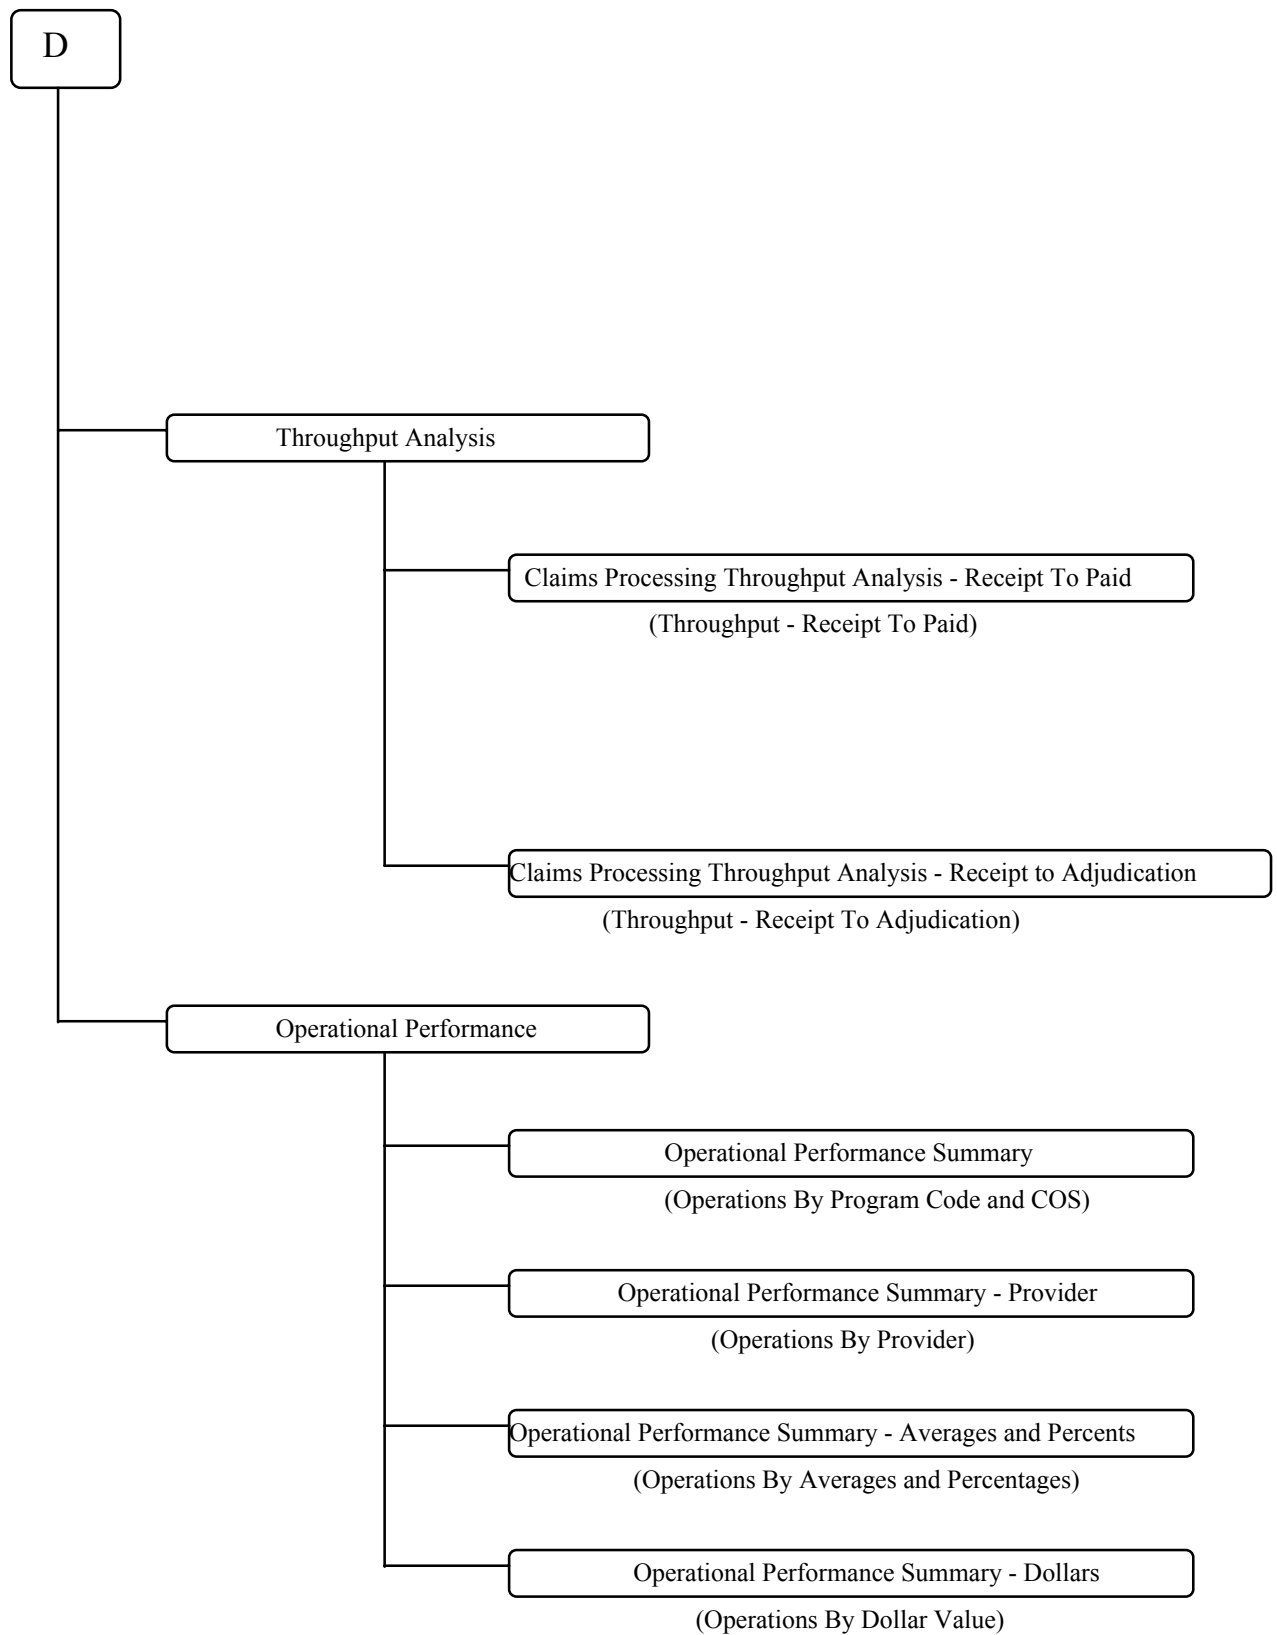 D
Throughput Analysis
Claims Processing Throughput Analysis - Receipt To Paid
(Throughput - Receipt To Paid)
Claims Processing Throughput Analysis - Receipt to Adjudication
(Throughput - Receipt To Adjudication)
Operational Performance
Operational Performance Summary
(Operations By Program Code and COS)
Operational Performance Summary - Provider
(Operations By Provider)
Operational Performance Summary - Averages and Percents
(Operations By Averages and Percentages)
Operational Performance Summary - Dollars
(Operations By Dollar Value)